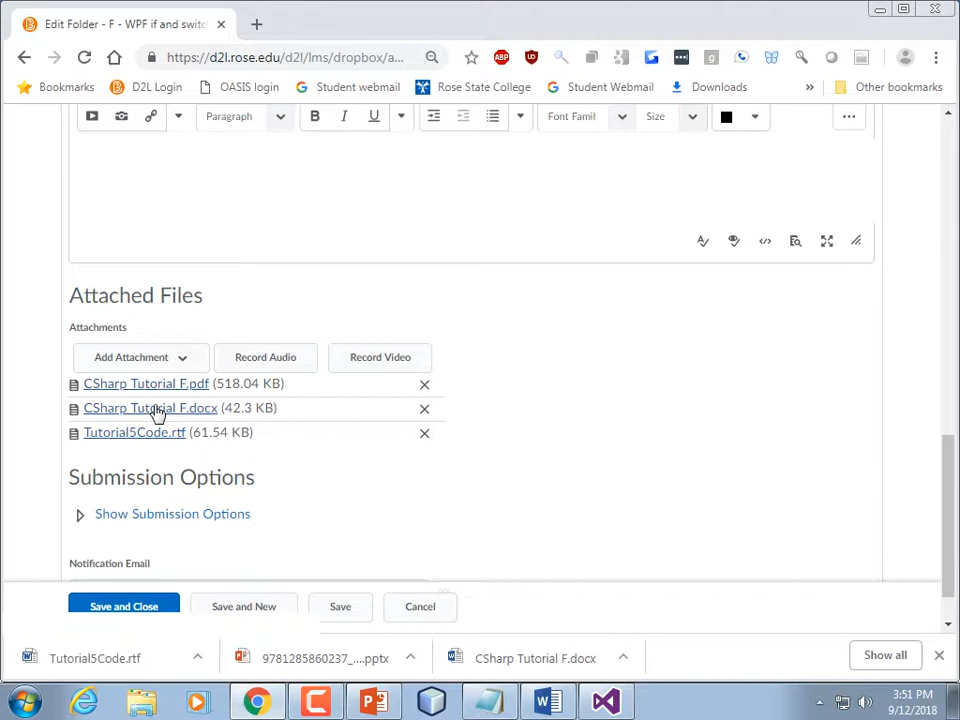 Edit Folder - F - WPF if and switc
https://d2l.rose.edu/d2l/lms/dropbox/a...
Bookmarks D2L Login OASIS login Student webmail Rose State College Student Webmail Downloads » Other bookmarks
Paragraph B I U Font Famil Size ...
Attached Files
Attachments
Add Attachment Record Audio Record Video
CSharp Tutorial F.pdf (518.04 KB)
CSharp Tutorial F.docx (42.3 KB)
Tutorial5Code.rtf (61.54 KB)
Submission Options
Show Submission Options
Notification Email
Save and Close Save and New Save Cancel
Tutorial5Code.rtf 9781285860237_....pptx CSharp Tutorial F.docx Show all
3:51 PM
9/12/2018